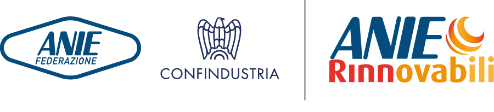 ANIE
FEDERAZIONE
CONFINDUSTRIA
ANIE
Rinnovabili